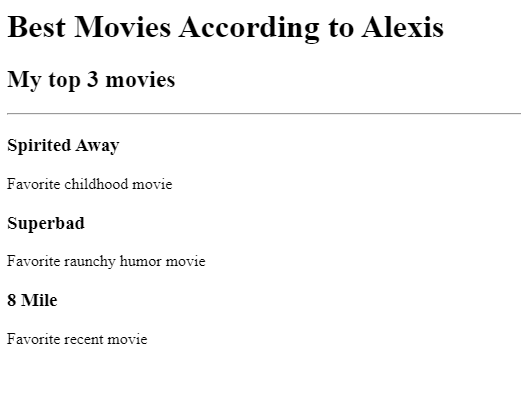 Best Movies According to Alexis
My top 3 movies
Spirited Away
Favorite childhood movie
Superbad
Favorite raunchy humor movie
8 Mile
Favorite recent movie